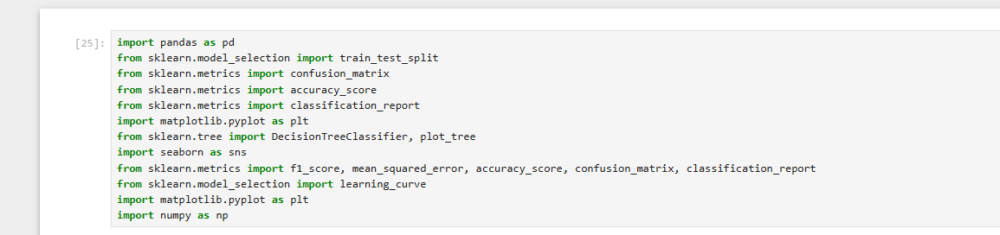 [25]: import pandas as pd
from sklearn.model_selection import train_test_split
from sklearn.metrics import confusion_matrix
from sklearn.metrics import accuracy_score
from sklearn.metrics import classification_report
import matplotlib.pyplot as plt
from sklearn.tree import DecisionTreeClassifier, plot_tree
import seaborn as sns
from sklearn.metrics import f1_score, mean_squared_error, accuracy_score, confusion_matrix, classification_report
from sklearn.model_selection import learning_curve
import matplotlib.pyplot as plt
import numpy as np